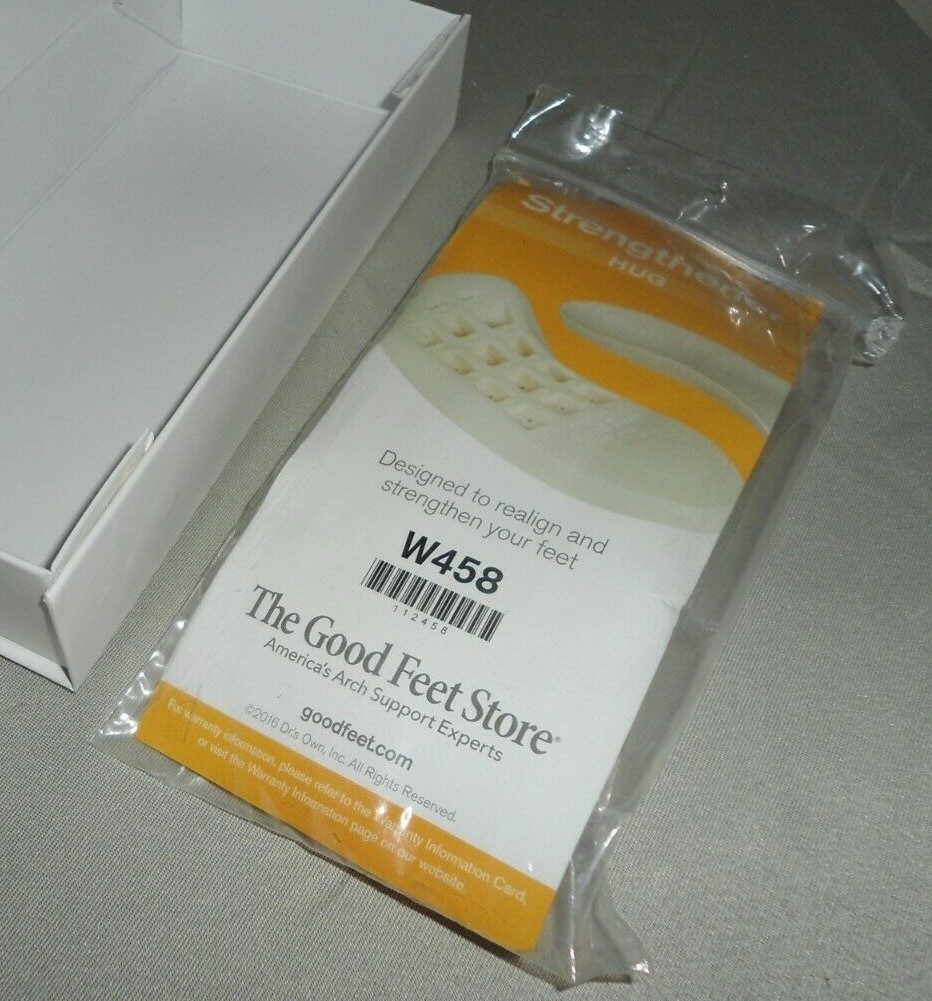 Strengthener
HUG
Designed to realign and
strengthen your feet
W458
112458
The Good Feet Store®
America's Arch Support Experts
goodfeet.com
©2016 Dr.'s Own, Inc. All Rights Reserved.
For warranty information, please refer to the Warranty Information Card,
or visit the Warranty Information page on our website.